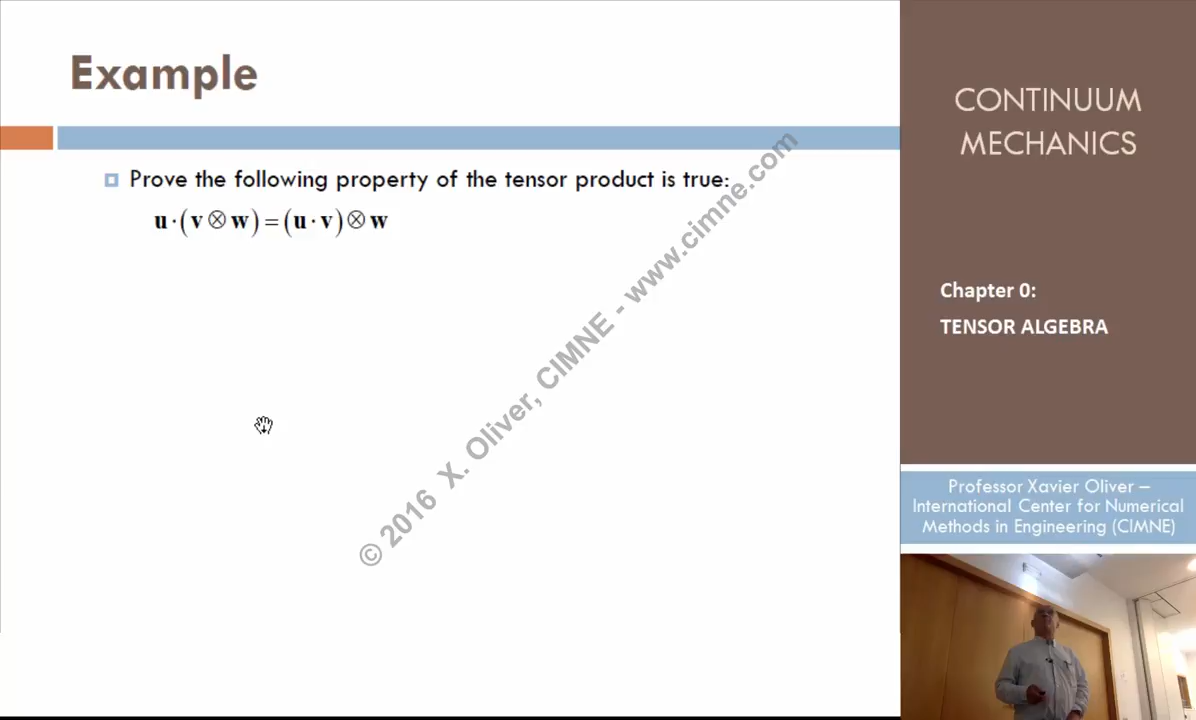 Example
Prove the following property of the tensor product is true:
u · (v ⊗ w) = (u · v) ⊗ w
© 2016 X. Oliver, CIMNE - www.cimne.com
CONTINUUM
MECHANICS
Chapter 0:
TENSOR ALGEBRA
Professor Xavier Oliver –
International Center for Numerical
Methods in Engineering (CIMNE)